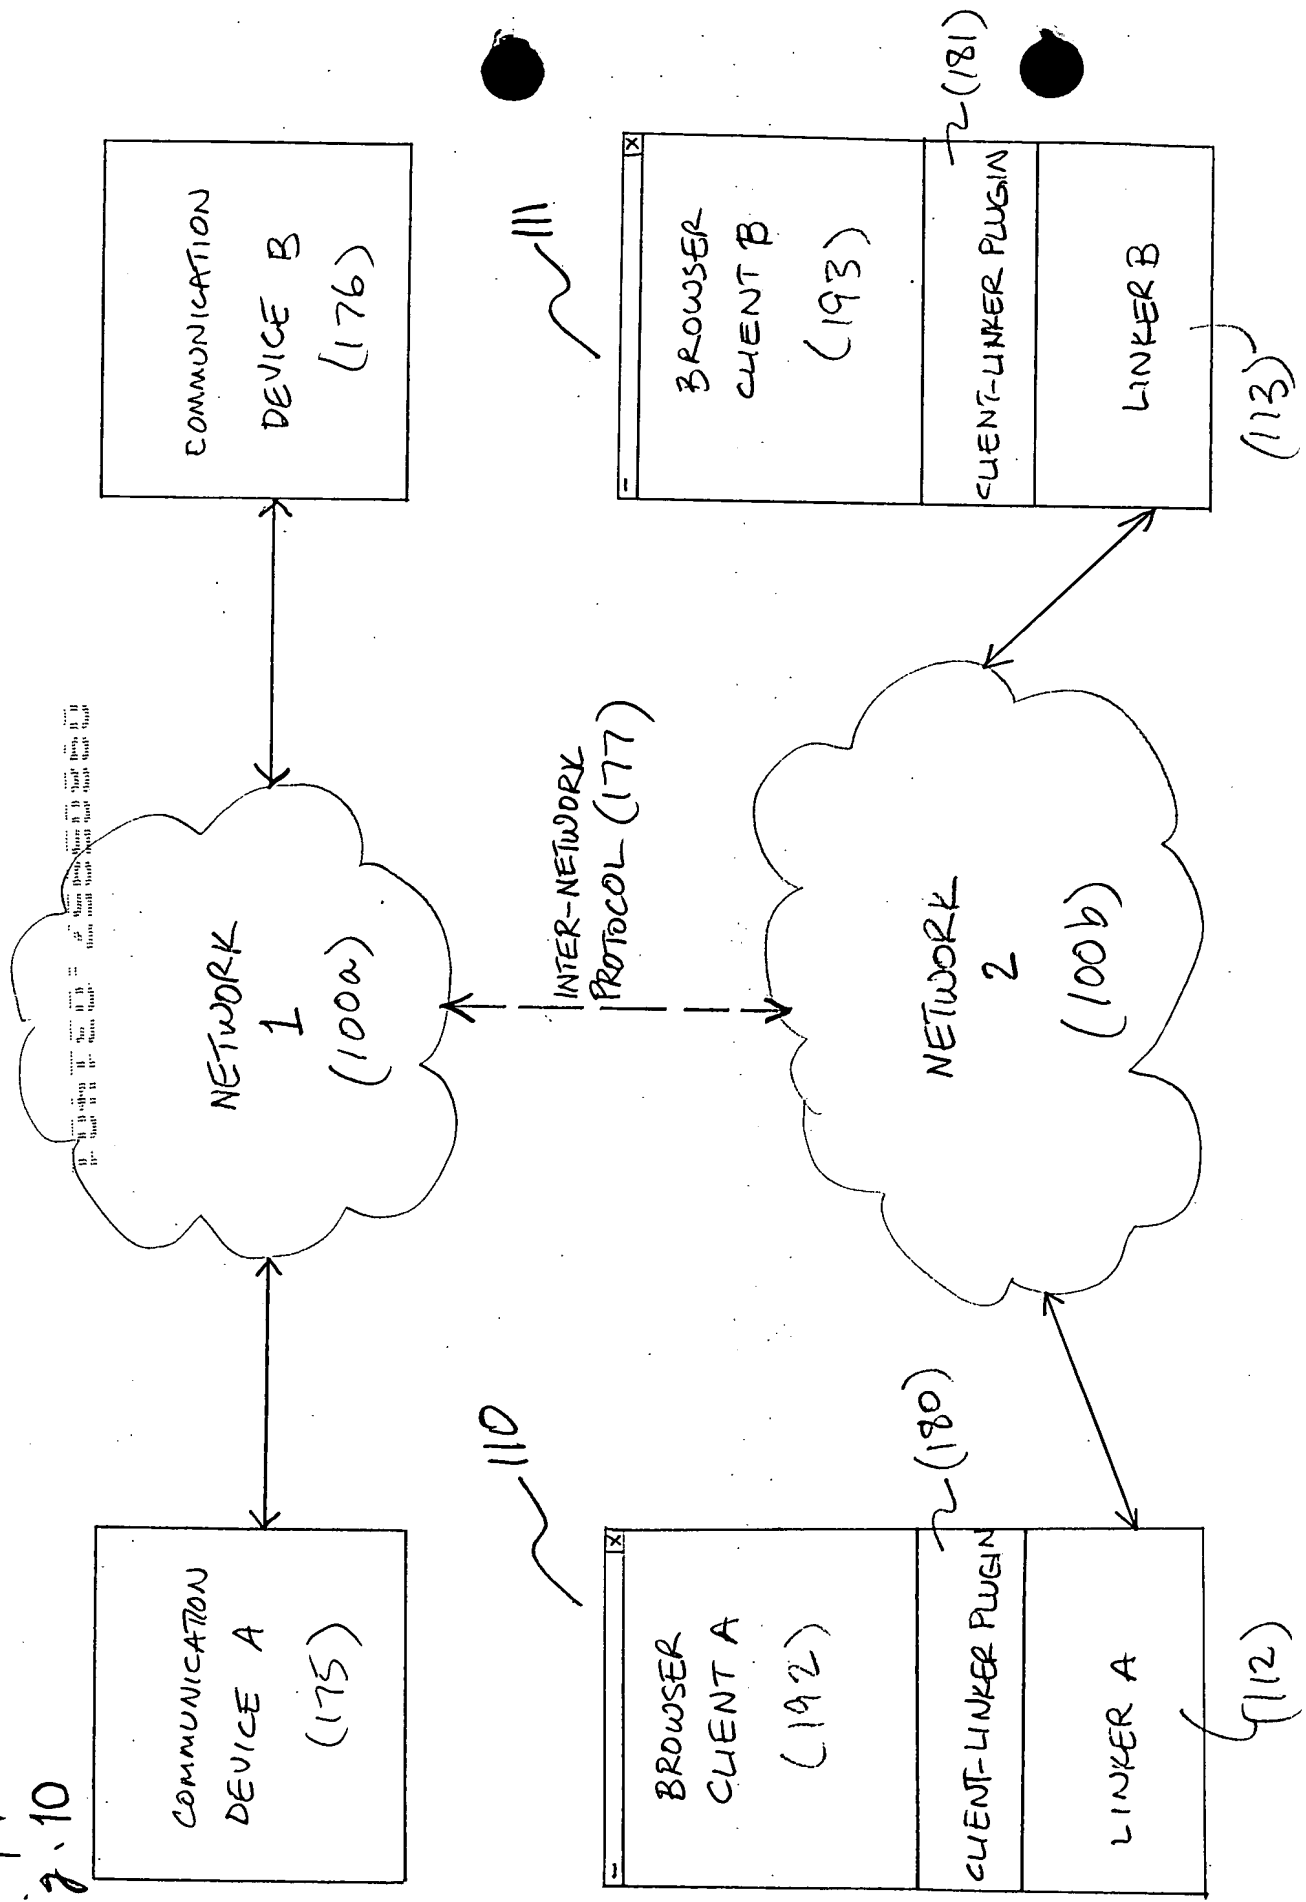 g. 10
COMMUNICATION
DEVICE A
(175)
NETWORK
1
(100a)
COMMUNICATION
DEVICE B
(176)
INTER-NETWORK
PROTOCOL (177)
110
- X
BROWSER
CLIENT A
(192)
CLIENT-LINKER PLUGIN
(180)
LINKER A
(112)
NETWORK
2
(100b)
111
- X
BROWSER
CLIENT B
(193)
CLIENT-LINKER PLUGIN
(181)
LINKER B
(113)